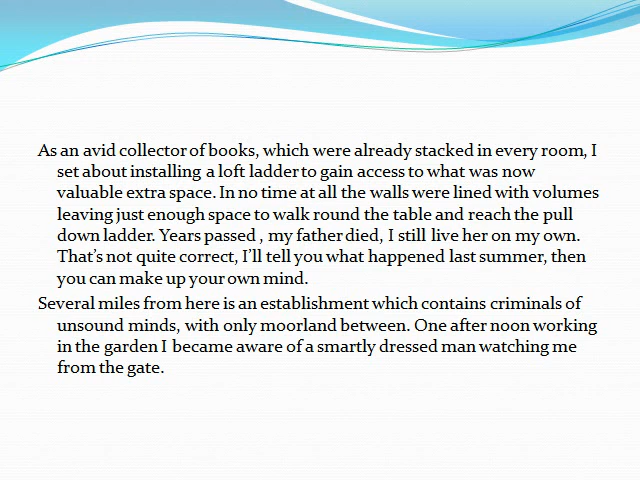 As an avid collector of books, which were already stacked in every room, I
set about installing a loft ladder to gain access to what was now
valuable extra space. In no time at all the walls were lined with volumes
leaving just enough space to walk round the table and reach the pull
down ladder. Years passed , my father died, I still live her on my own.
That’s not quite correct, I’ll tell you what happened last summer, then
you can make up your own mind.
Several miles from here is an establishment which contains criminals of
unsound minds, with only moorland between. One after noon working
in the garden I became aware of a smartly dressed man watching me
from the gate.